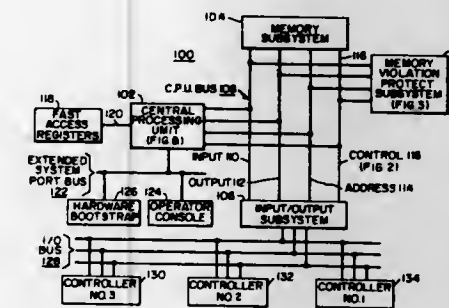 104
MEMORY
SUBSYSTEM
100
116
C.P.U. BUS 108
MEMORY
VIOLATION
PROTECT
SUBSYSTEM
(FIG. 3)
118
FAST
ACCESS
REGISTERS
120
102
CENTRAL
PROCESSING
UNIT
(FIG. 8)
INPUT 110
CONTROL 116
(FIG 2)
OUTPUT 112
ADDRESS 114
EXTENDED
SYSTEM
PORT BUS
122
126
HARDWARE
BOOTSTRAP
124
OPERATOR
CONSOLE
106
INPUT/OUTPUT
SUBSYSTEM
I/O
BUS
128
CONTROLLER
NO. 3
130
CONTROLLER
NO. 2
132
CONTROLLER
NO. 1
134